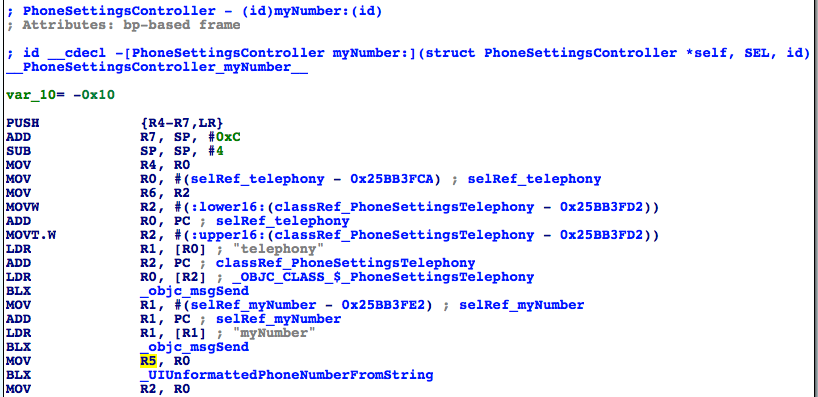 ; PhoneSettingsController - (id)myNumber:(id)
; Attributes: bp-based frame
; id __cdecl -[PhoneSettingsController myNumber:](struct PhoneSettingsController *self, SEL, id)
__PhoneSettingsController_myNumber__
var_10= -0x10
PUSH {R4-R7,LR}
ADD R7, SP, #0xC
SUB SP, SP, #4
MOV R4, R0
MOV R0, #(selRef_telephony - 0x25BB3FCA) ; selRef_telephony
MOV R6, R2
MOVW R2, #(:lower16:(classRef_PhoneSettingsTelephony - 0x25BB3FD2))
ADD R0, PC ; selRef_telephony
MOVT.W R2, #(:upper16:(classRef_PhoneSettingsTelephony - 0x25BB3FD2))
LDR R1, [R0] ; "telephony"
ADD R2, PC ; classRef_PhoneSettingsTelephony
LDR R0, [R2] ; _OBJC_CLASS_$_PhoneSettingsTelephony
BLX _objc_msgSend
MOV R1, #(selRef_myNumber - 0x25BB3FE2) ; selRef_myNumber
ADD R1, PC ; selRef_myNumber
LDR R1, [R1] ; "myNumber"
BLX _objc_msgSend
MOV R5, R0
BLX _UIUnformattedPhoneNumberFromString
MOV R2, R0